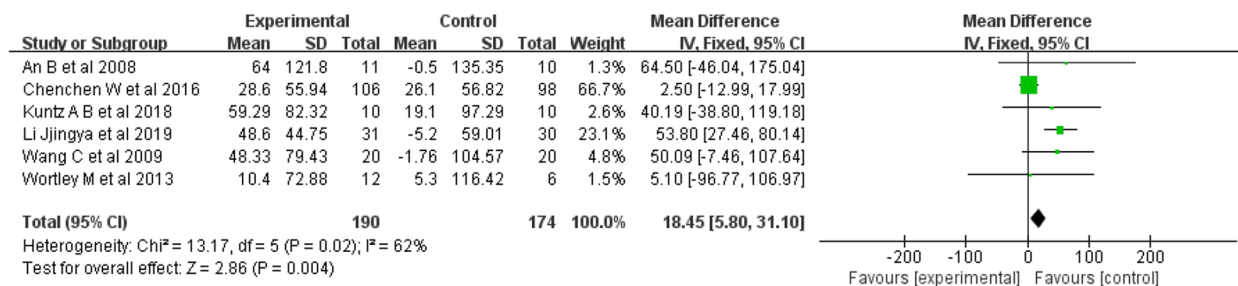 Experimental Control Mean Difference Mean Difference
Study or Subgroup Mean SD Total Mean SD Total Weight IV, Fixed, 95% CI IV, Fixed, 95% CI
An B et al 2008 64 121.8 11 -0.5 135.35 10 1.3% 64.50 [-46.04, 175.04]
Chenchen W et al 2016 28.6 55.94 106 26.1 56.82 98 66.7% 2.50 [-12.99, 17.99]
Kuntz A B et al 2018 59.29 82.32 10 19.1 97.29 10 2.6% 40.19 [-38.80, 119.18]
Li Jjingya et al 2019 48.6 44.75 31 -5.2 59.01 30 23.1% 53.80 [27.46, 80.14]
Wang C et al 2009 48.33 79.43 20 -1.76 104.57 20 4.8% 50.09 [-7.46, 107.64]
Wortley M et al 2013 10.4 72.88 12 5.3 116.42 6 1.5% 5.10 [-96.77, 106.97]
Total (95% CI) 190 174 100.0% 18.45 [5.80, 31.10]
Heterogeneity: Chi² = 13.17, df = 5 (P = 0.02); I² = 62%
Test for overall effect: Z = 2.86 (P = 0.004)
-200 -100 0 100 200
Favours [experimental] Favours [control]